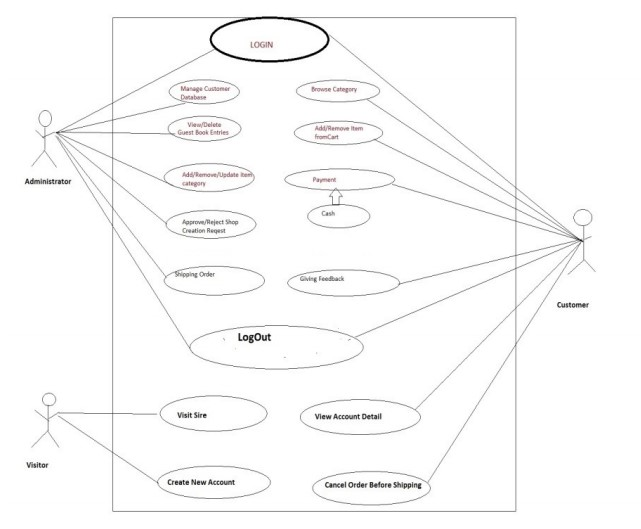 LOGIN
Manage Customer
Database
Browse Category
View/Delete
Guest Book Entries
Add/Remove Item
fromCart
Administrator
Add/Remove/Update Item
category
Payment
Approve/Reject Shop
Creation Reqest
Cash
Shipping Order
Giving Feedback
Customer
LogOut
Visit Sire
View Account Detail
Visitor
Create New Account
Cancel Order Before Shipping